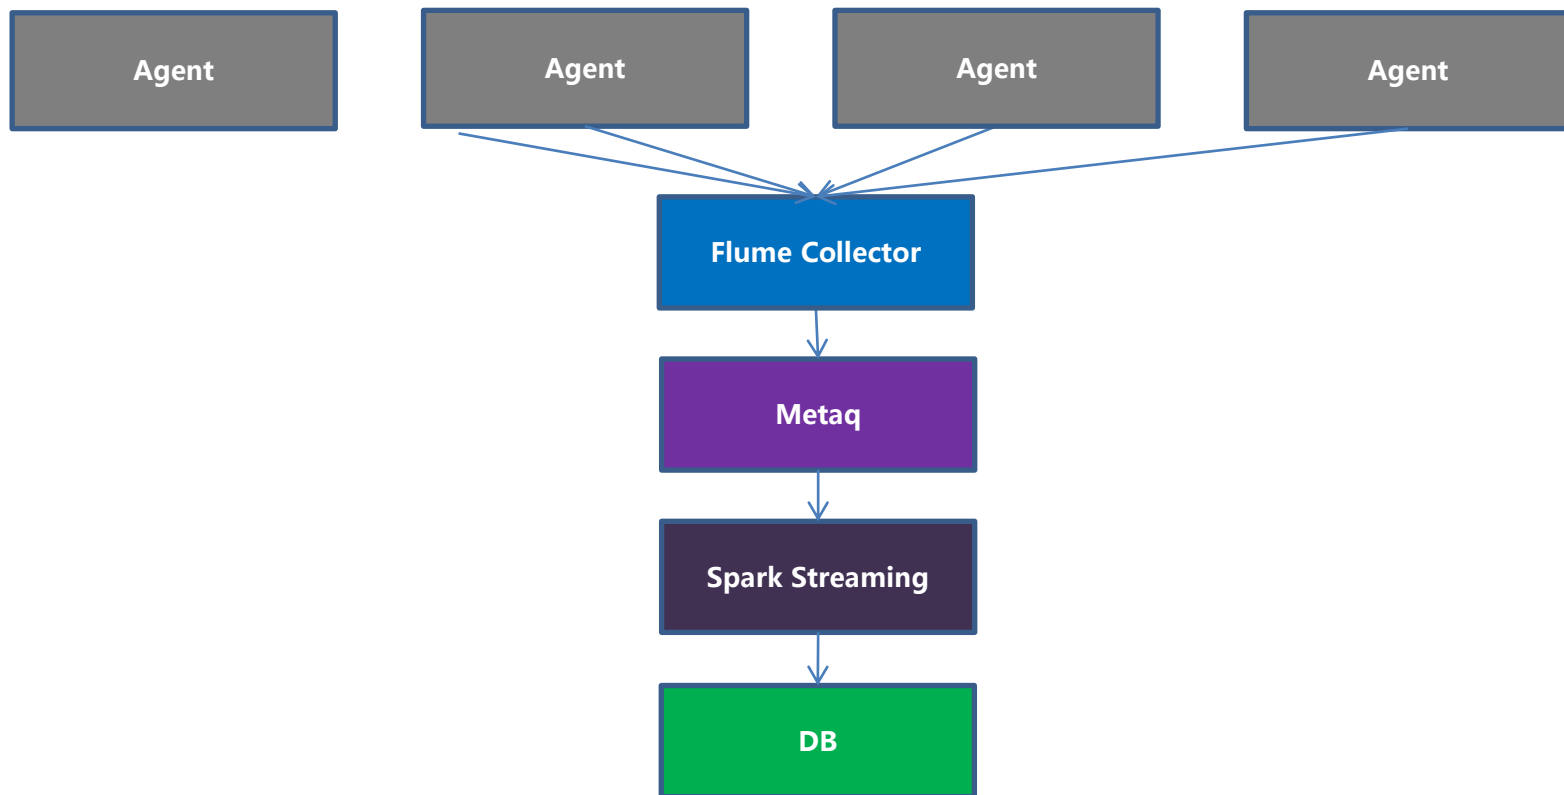 Agent
Agent
Agent
Agent
Flume Collector
Metaq
Spark Streaming
DB